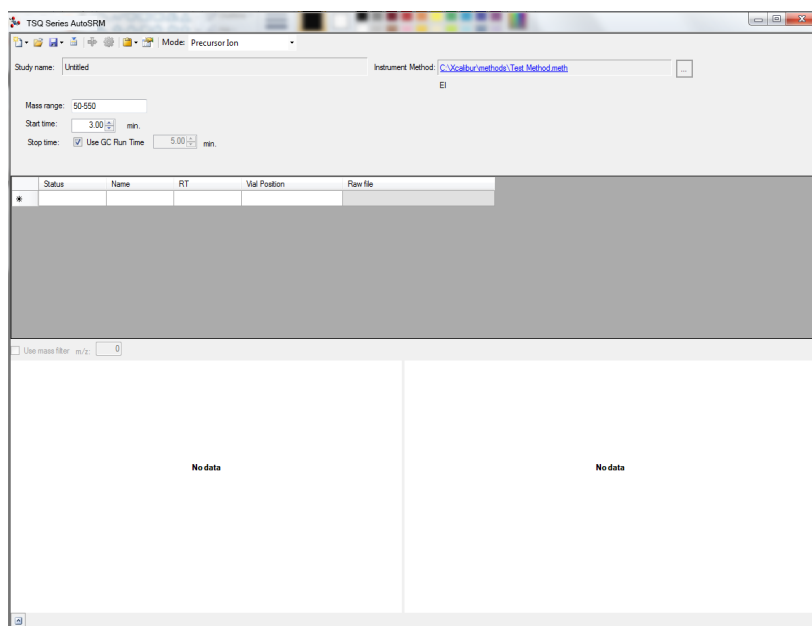 TSQ Series AutoSRM
Mode: Precursor Ion
Study name: Untitled Instrument Method: C:\Xcalibur\methods\Test Method.meth ...
EI
Mass range: 50-550
Start time: 3.00 min.
Stop time: Use GC Run Time 5.00 min.
Status Name RT Vial Position Raw file
Use mass filter m/z: 0
No data No data